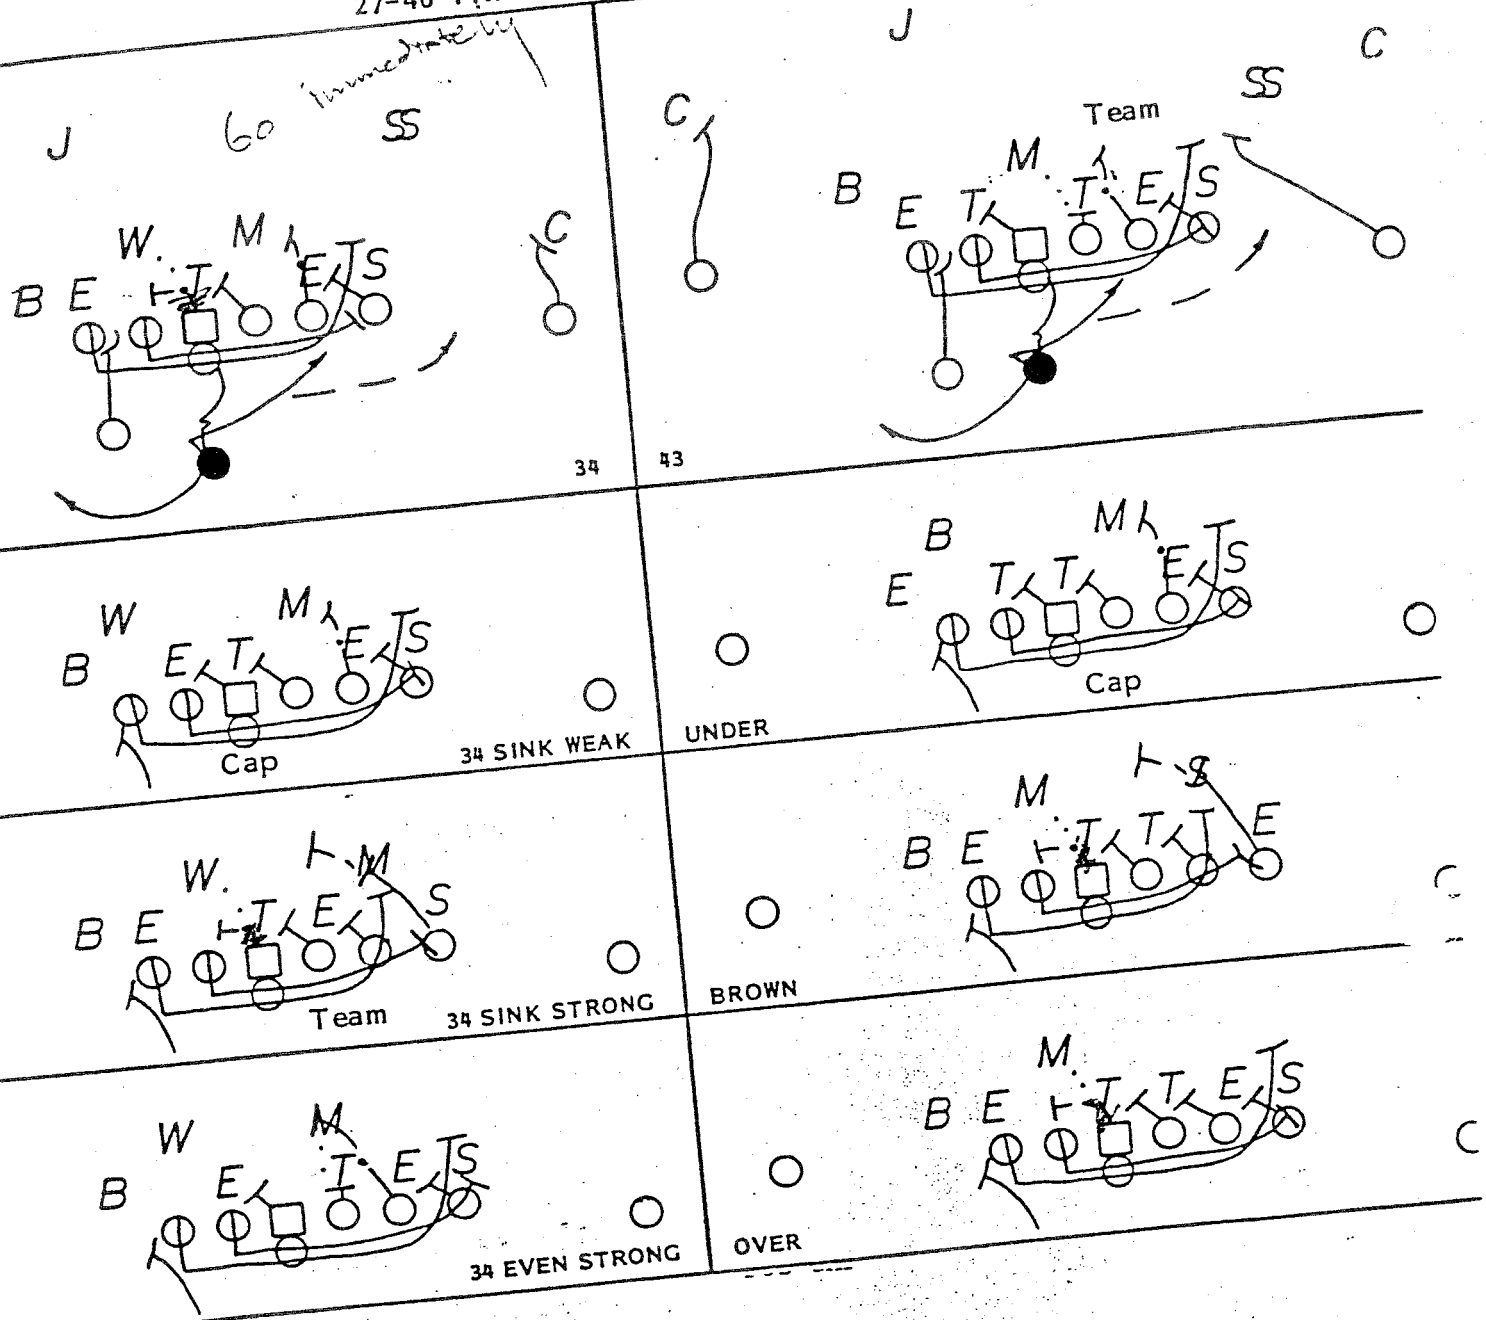 immediately
J 60 SS
W. M C
B E T E T S
34
J C
SS
C Team
M
B E T T E S
43
W M
B E T E S
Cap
34 SINK WEAK
B M
E T T E S
Cap
UNDER
W. M
B E T E T S
Team
34 SINK STRONG
M S
B E T T T E
C
BROWN
W M
B E T E T S
34 EVEN STRONG
M.
B E T T E S
C
OVER